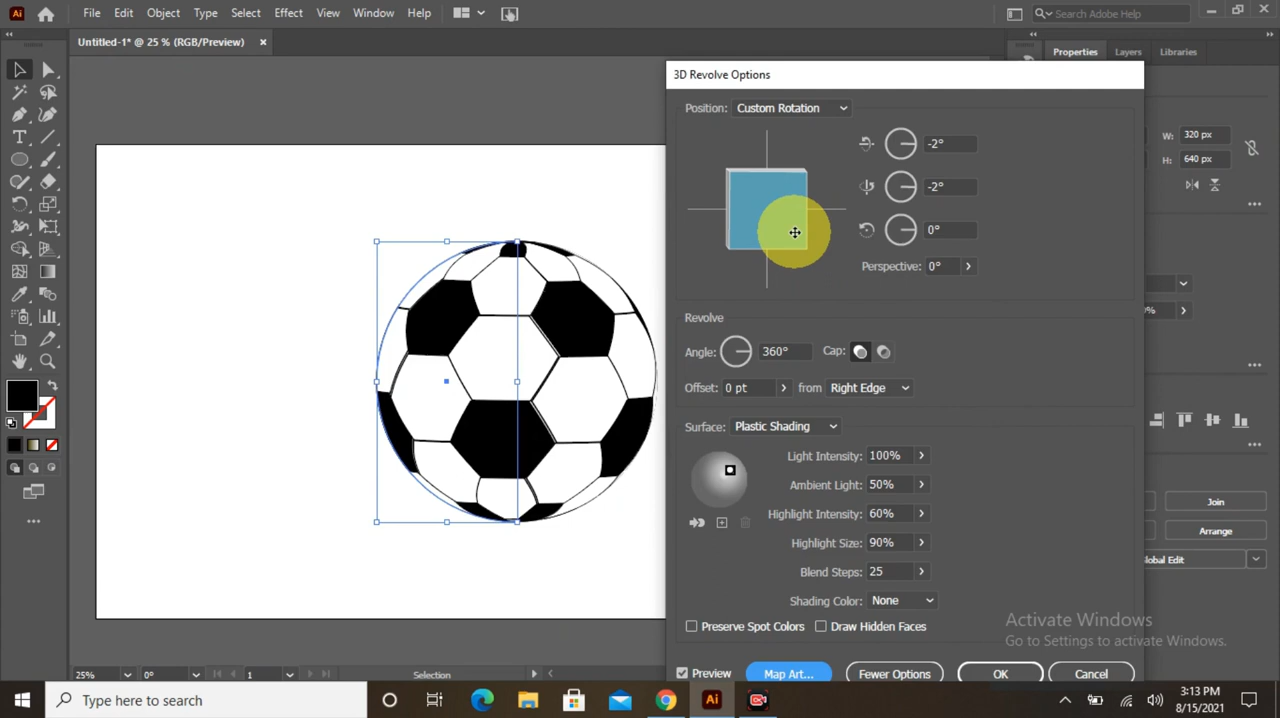 Ai File Edit Object Type Select Effect View Window Help Search Adobe Help
Untitled-1* @ 25 % (RGB/Preview) ×
Properties Layers Libraries
3D Revolve Options
Position: Custom Rotation
-2°
-2°
0°
Perspective: 0°
W: 320 px
H: 640 px
Revolve
Angle: 360° Cap:
Offset: 0 pt from Right Edge
Surface: Plastic Shading
Light Intensity: 100%
Ambient Light: 50%
Highlight Intensity: 60%
Highlight Size: 90%
Blend Steps: 25
Shading Color: None
Preserve Spot Colors Draw Hidden Faces
Preview Map Art... Fewer Options OK Cancel
Join
Arrange
lobal Edit
Activate Windows
Go to Settings to activate Windows.
25% 0° 1 Selection
Type here to search
Ai
3:13 PM
8/15/2021